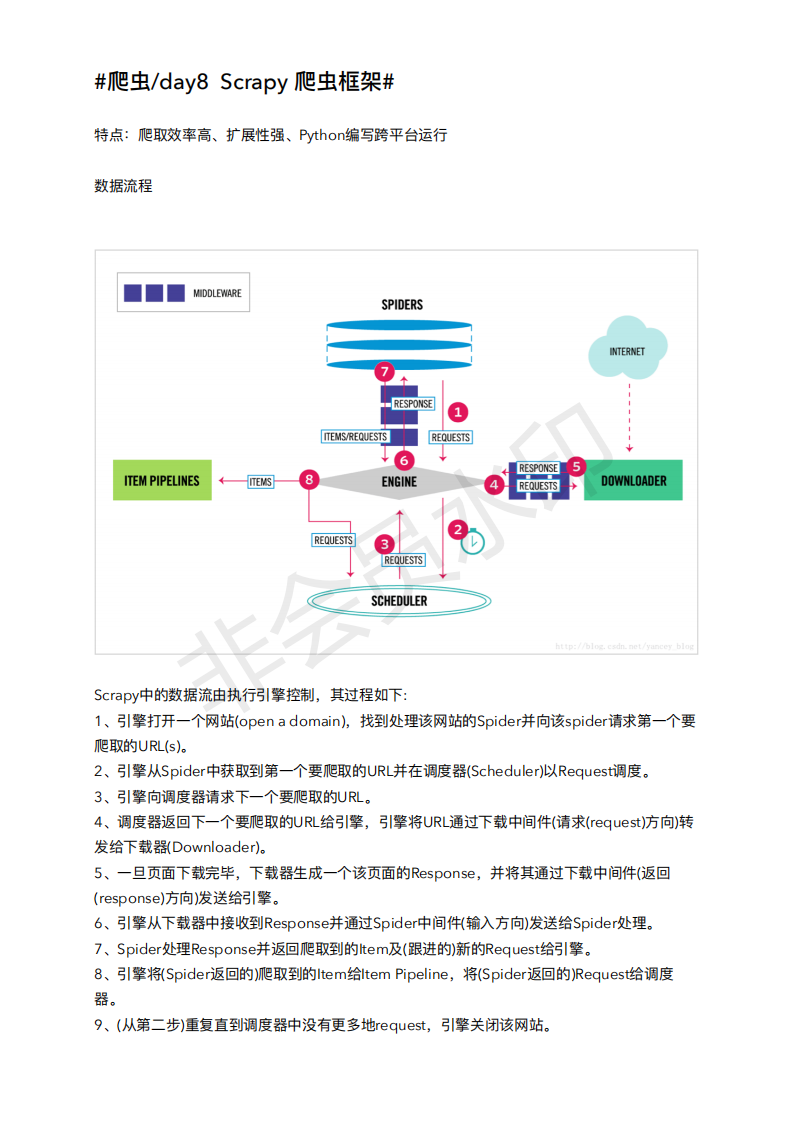 #爬虫/day8  Scrapy 爬虫框架#
特点：爬取效率高、扩展性强、Python编写跨平台运行
数据流程
MIDDLEWARE
SPIDERS
INTERNET
7
RESPONSE
1
ITEMS/REQUESTS
REQUESTS
6
ITEM PIPELINES
ITEMS
8
ENGINE
4
RESPONSE
REQUESTS
5
DOWNLOADER
REQUESTS
3
REQUESTS
2
SCHEDULER
http://blog.csdn.net/yancey_blog
非会员水印
Scrapy中的数据流由执行引擎控制，其过程如下:
1、引擎打开一个网站(open a domain)，找到处理该网站的Spider并向该spider请求第一个要
爬取的URL(s)。
2、引擎从Spider中获取到第一个要爬取的URL并在调度器(Scheduler)以Request调度。
3、引擎向调度器请求下一个要爬取的URL。
4、调度器返回下一个要爬取的URL给引擎，引擎将URL通过下载中间件(请求(request)方向)转
发给下载器(Downloader)。
5、一旦页面下载完毕，下载器生成一个该页面的Response，并将其通过下载中间件(返回
(response)方向)发送给引擎。
6、引擎从下载器中接收到Response并通过Spider中间件(输入方向)发送给Spider处理。
7、Spider处理Response并返回爬取到的Item及(跟进的)新的Request给引擎。
8、引擎将(Spider返回的)爬取到的Item给Item Pipeline，将(Spider返回的)Request给调度
器。
9、(从第二步)重复直到调度器中没有更多地request，引擎关闭该网站。